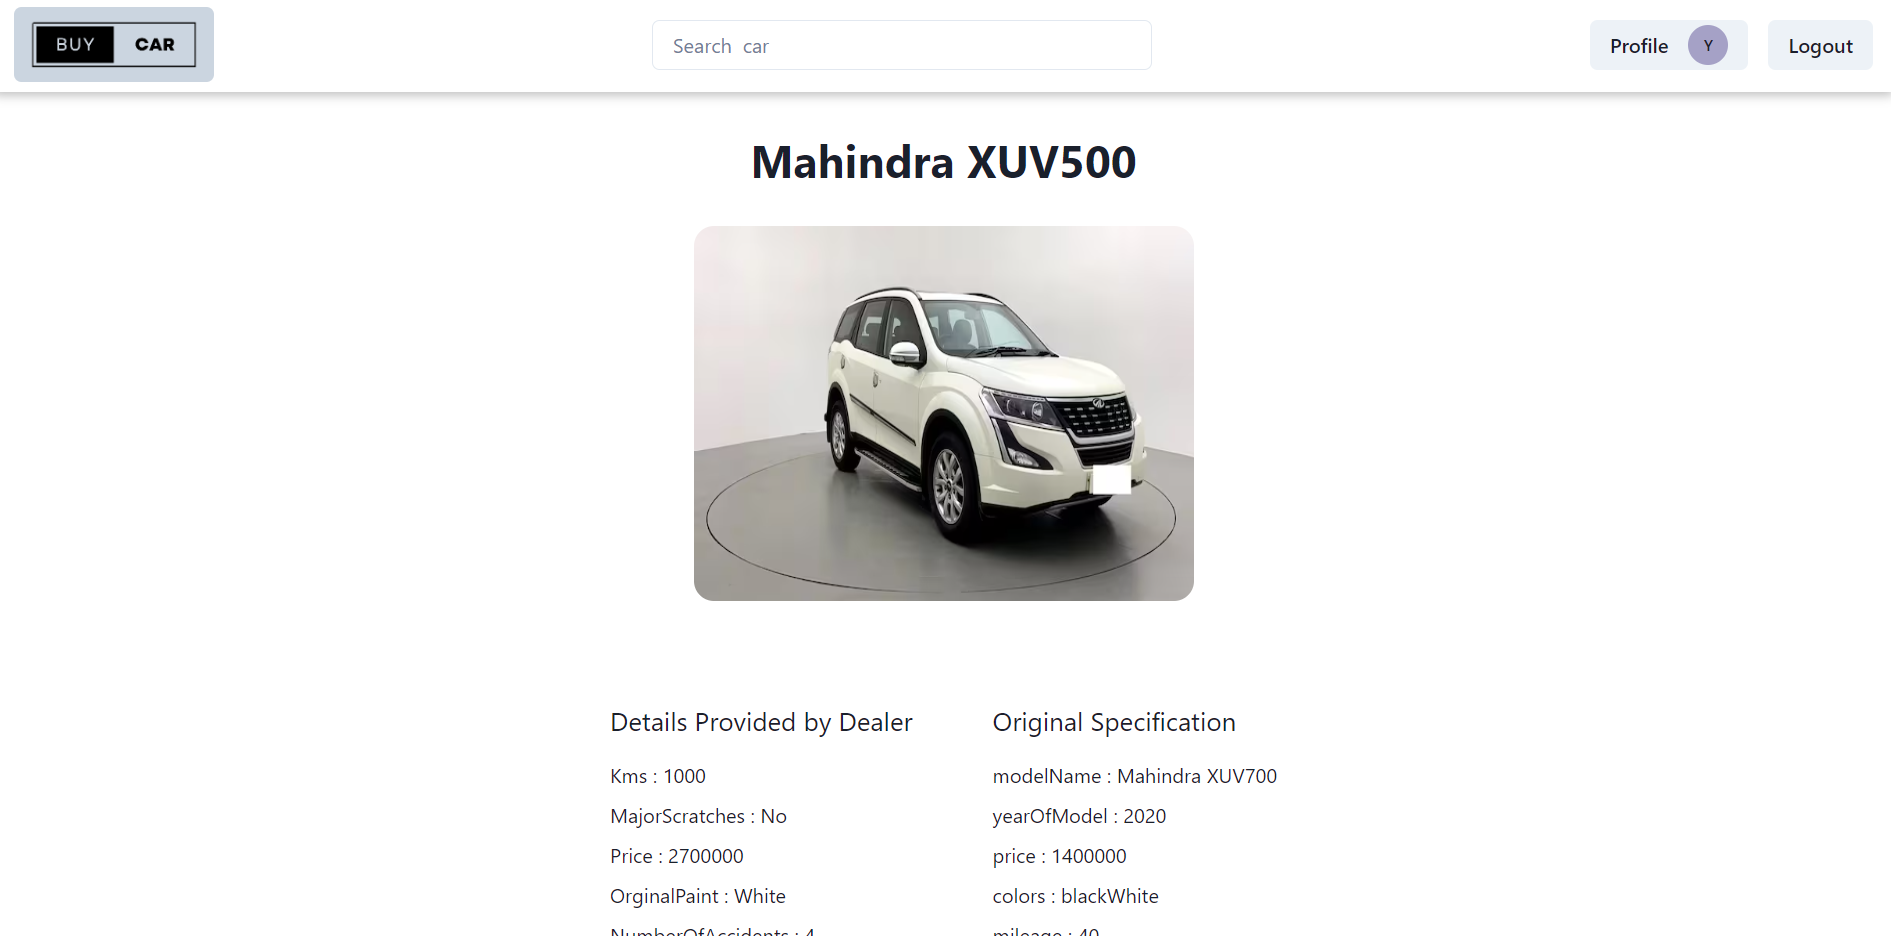 BUY CAR
Search car
Profile Y
Logout
Mahindra XUV500
Details Provided by Dealer
Kms : 1000
MajorScratches : No
Price : 2700000
OrginalPaint : White
NumberOfAccidents : 4
Original Specification
modelName : Mahindra XUV700
yearOfModel : 2020
price : 1400000
colors : blackWhite
mileage : 40